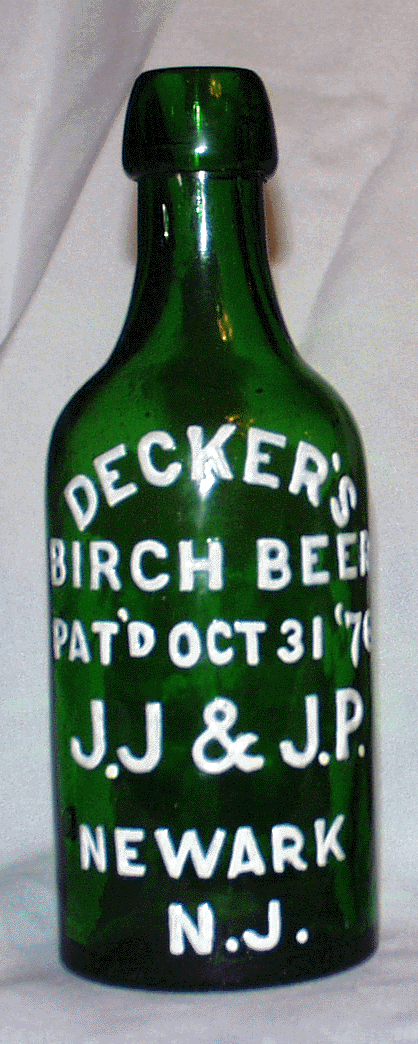 DECKER'S
BIRCH BEER
PAT'D OCT 31 '76
J.J & J.P.
NEWARK
N.J.